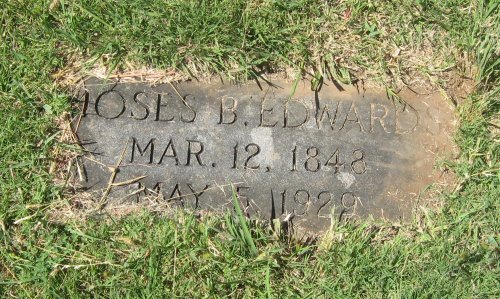 MOSES B. EDWARDS
MAR. 12, 1848
MAY 5, 1929